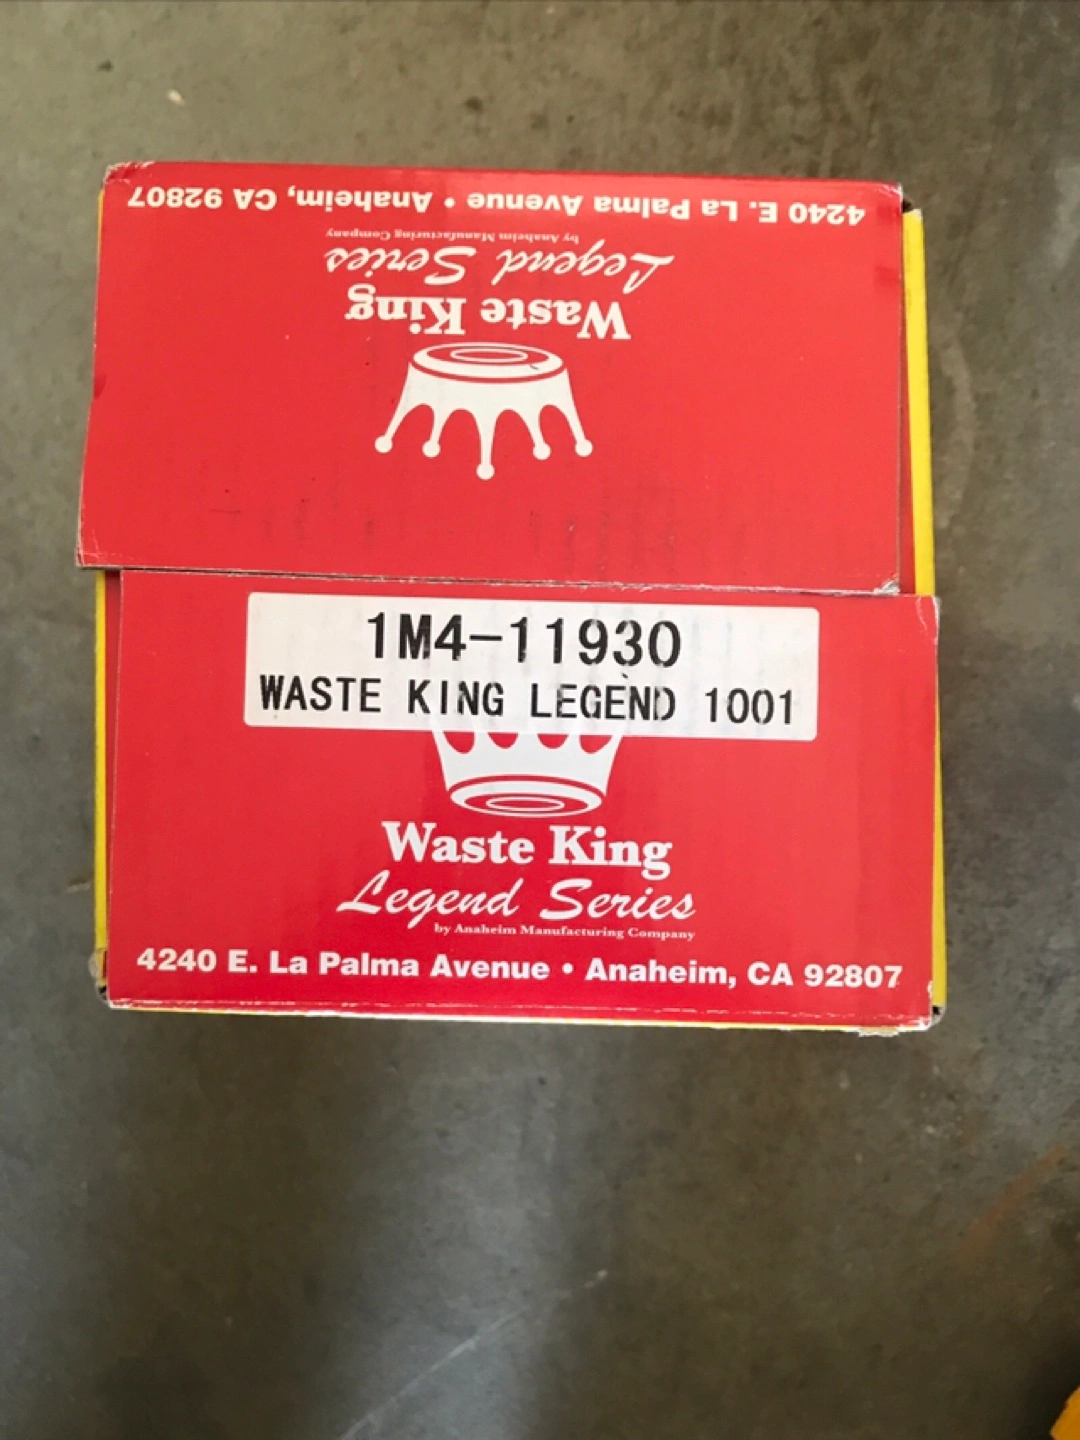 4240 E. La Palma Avenue • Anaheim, CA 92807
by Anaheim Manufacturing Company
Legend Series
Waste King
1M4-11930
WASTE KING LEGEND 1001
Waste King
Legend Series
by Anaheim Manufacturing Company
4240 E. La Palma Avenue • Anaheim, CA 92807